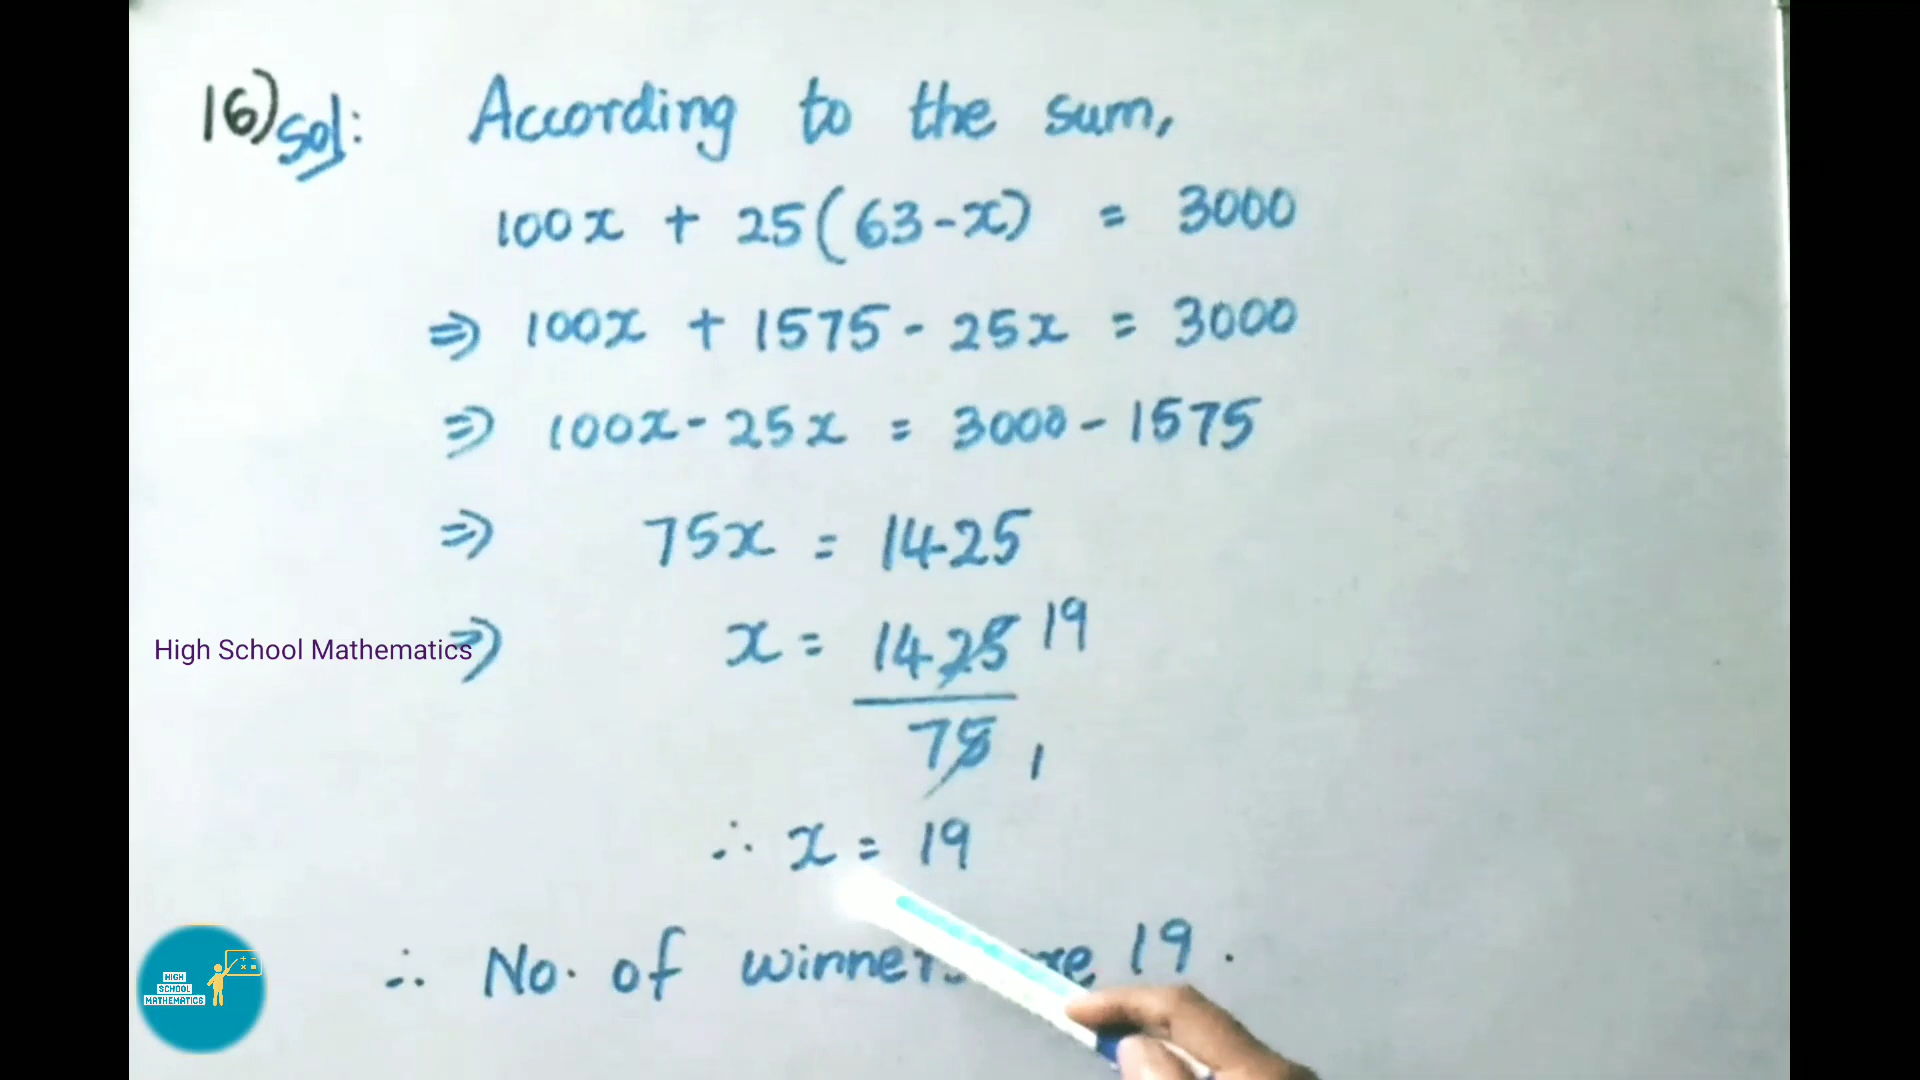 16) Sol: According to the sum,
100x + 25(63-x) = 3000
⇒ 100x + 1575 - 25x = 3000
⇒ 100x - 25x = 3000 - 1575
⇒ 75x = 1425
⇒ x = 1425 19
75 1
∴ x = 19
∴ No. of winners 19.
High School Mathematics
HIGH
SCHOOL
MATHEMATICS